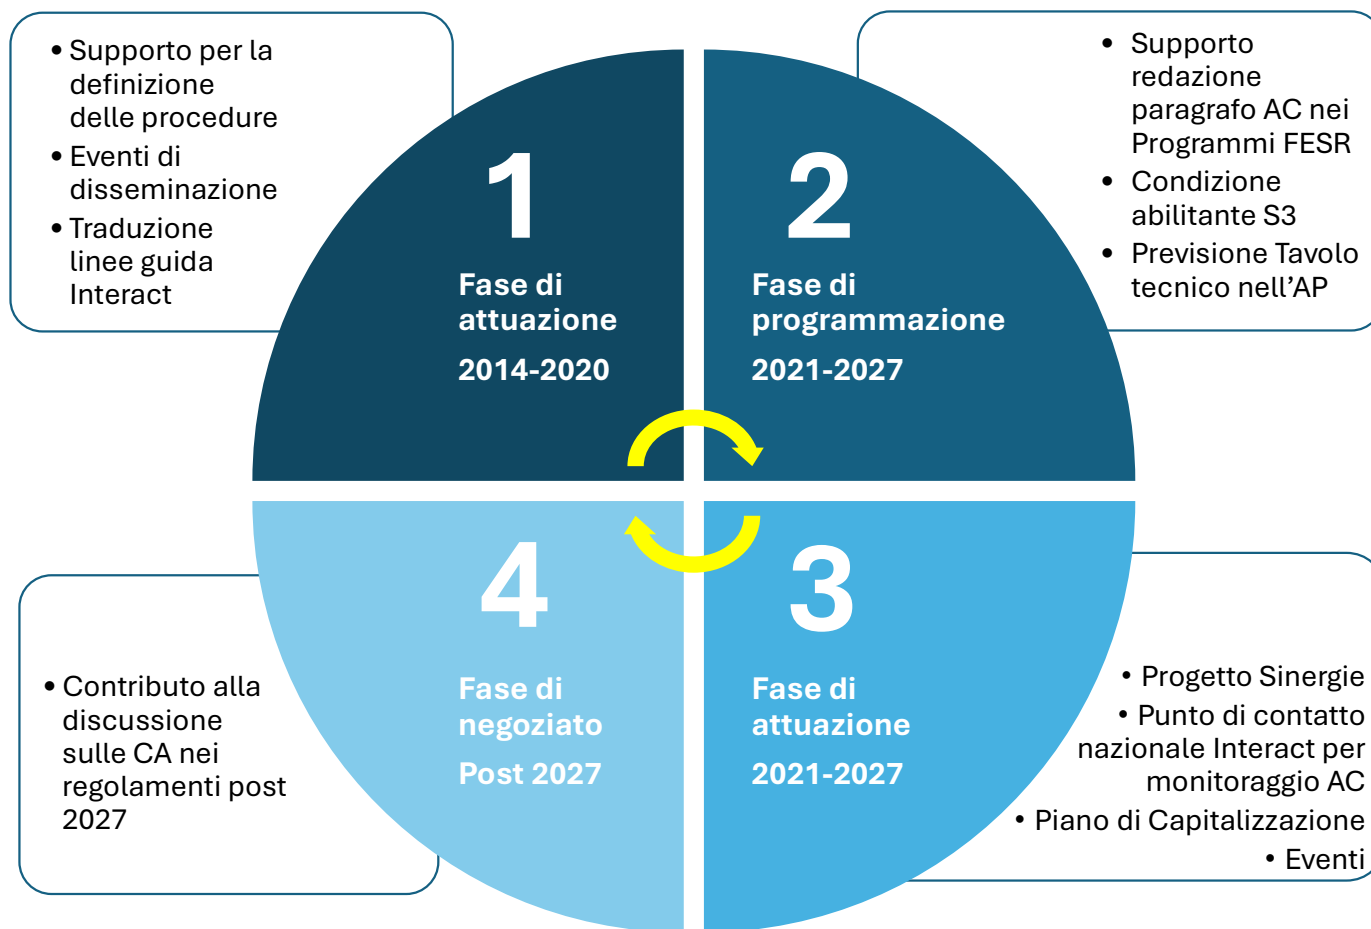 • Supporto per la
definizione
delle procedure
• Eventi di
disseminazione
• Traduzione
linee guida
Interact
1
Fase di
attuazione
2014-2020
2
Fase di
programmazione
2021-2027
• Supporto
redazione
paragrafo AC nei
Programmi FESR
• Condizione
abilitante S3
• Previsione Tavolo
tecnico nell’AP
• Contributo alla
discussione
sulle CA nei
regolamenti post
2027
4
Fase di
negoziato
Post 2027
3
Fase di
attuazione
2021-2027
• Progetto Sinergie
• Punto di contatto
nazionale Interact per
monitoraggio AC
• Piano di Capitalizzazione
• Eventi